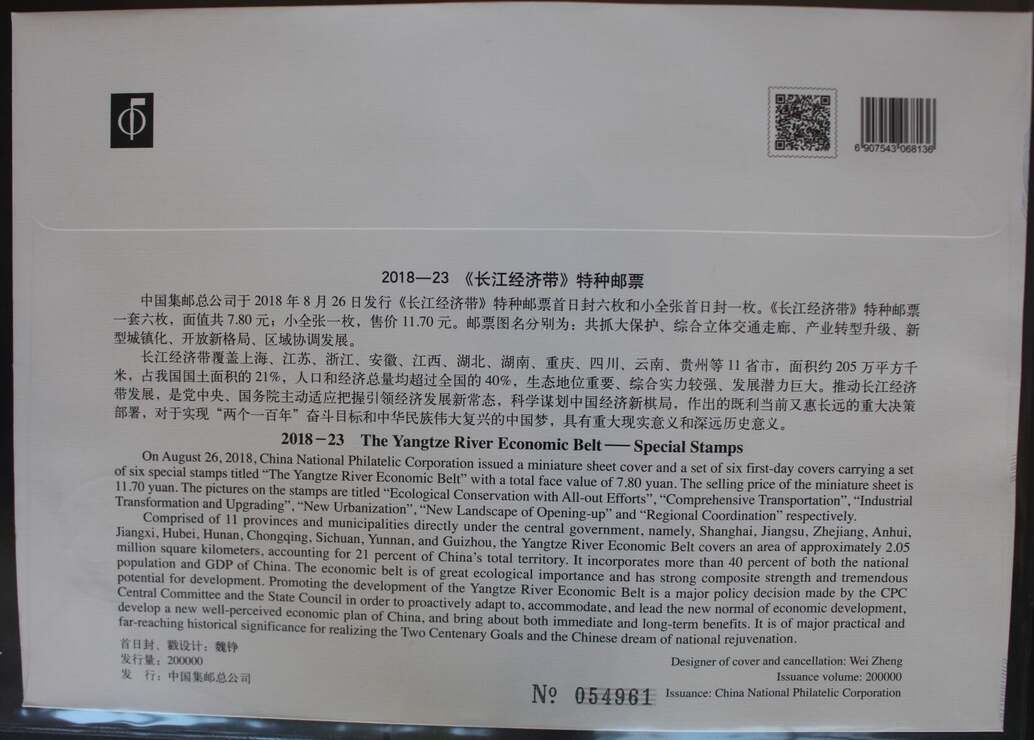 6 907543 068136
2018—23 《长江经济带》特种邮票
中国集邮总公司于 2018 年 8 月 26 日发行《长江经济带》特种邮票首日封六枚和小全张首日封一枚。《长江经济带》特种邮票
一套六枚，面值共 7.80 元；小全张一枚，售价 11.70 元。邮票图名分别为：共抓大保护、综合立体交通走廊、产业转型升级、新
型城镇化、开放新格局、区域协调发展。
长江经济带覆盖上海、江苏、浙江、安徽、江西、湖北、湖南、重庆、四川、云南、贵州等 11 省市，面积约 205 万平方千
米，占我国国土面积的 21%，人口和经济总量均超过全国的 40%，生态地位重要、综合实力较强、发展潜力巨大。推动长江经济
带发展，是党中央、国务院主动适应把握引领经济发展新常态，科学谋划中国经济新棋局，作出的既利当前又惠长远的重大决策
部署，对于实现“两个一百年”奋斗目标和中华民族伟大复兴的中国梦，具有重大现实意义和深远历史意义。
2018－23 The Yangtze River Economic Belt —— Special Stamps
On August 26, 2018, China National Philatelic Corporation issued a miniature sheet cover and a set of six first-day covers carrying a set
of six special stamps titled “The Yangtze River Economic Belt” with a total face value of 7.80 yuan. The selling price of the miniature sheet is
11.70 yuan. The pictures on the stamps are titled “Ecological Conservation with All-out Efforts”, “Comprehensive Transportation”, “Industrial
Transformation and Upgrading”, “New Urbanization”, “New Landscape of Opening-up” and “Regional Coordination” respectively.
Comprised of 11 provinces and municipalities directly under the central government, namely, Shanghai, Jiangsu, Zhejiang, Anhui,
Jiangxi, Hubei, Hunan, Chongqing, Sichuan, Yunnan, and Guizhou, the Yangtze River Economic Belt covers an area of approximately 2.05
million square kilometers, accounting for 21 percent of China’s total territory. It incorporates more than 40 percent of both the national
population and GDP of China. The economic belt is of great ecological importance and has strong composite strength and tremendous
potential for development. Promoting the development of the Yangtze River Economic Belt is a major policy decision made by the CPC
Central Committee and the State Council in order to proactively adapt to, accommodate, and lead the new normal of economic development,
develop a new well-perceived economic plan of China, and bring about both immediate and long-term benefits. It is of major practical and
far-reaching historical significance for realizing the Two Centenary Goals and the Chinese dream of national rejuvenation.
首日封、戳设计：魏铮
发行量：200000
发 行：中国集邮总公司
Designer of cover and cancellation: Wei Zheng
Issuance volume: 200000
Issuance: China National Philatelic Corporation
№ 054961